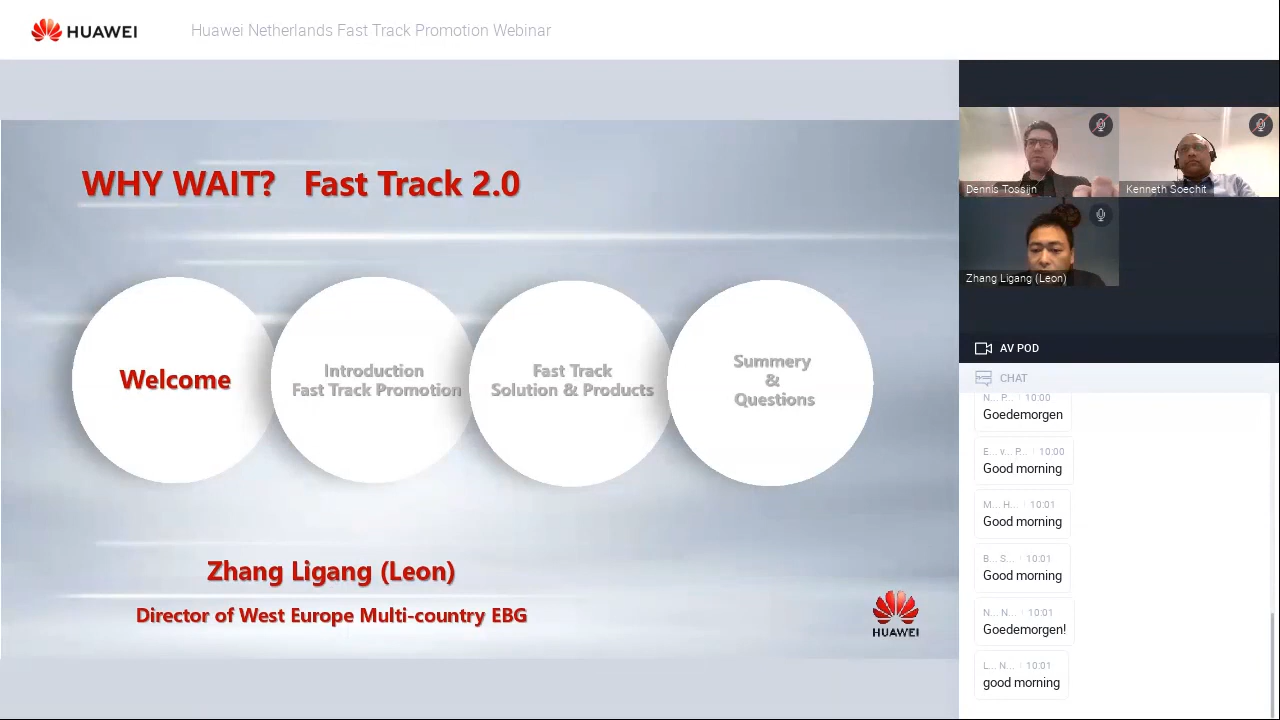 HUAWEI
Huawei Netherlands Fast Track Promotion Webinar
WHY WAIT? Fast Track 2.0
Welcome
Introduction
Fast Track Promotion
Fast Track
Solution & Products
Summery
&
Questions
Zhang Ligang (Leon)
Director of West Europe Multi-country EBG
HUAWEI
Dennis Tossijn
Kenneth Soechit
Zhang Ligang (Leon)
AV POD
CHAT
N... P... 10:00
Goedemorgen
E... v... P... 10:00
Good morning
M... H... 10:01
Good morning
B... S... 10:01
Good morning
N... N... 10:01
Goedemorgen!
L... N... 10:01
good morning